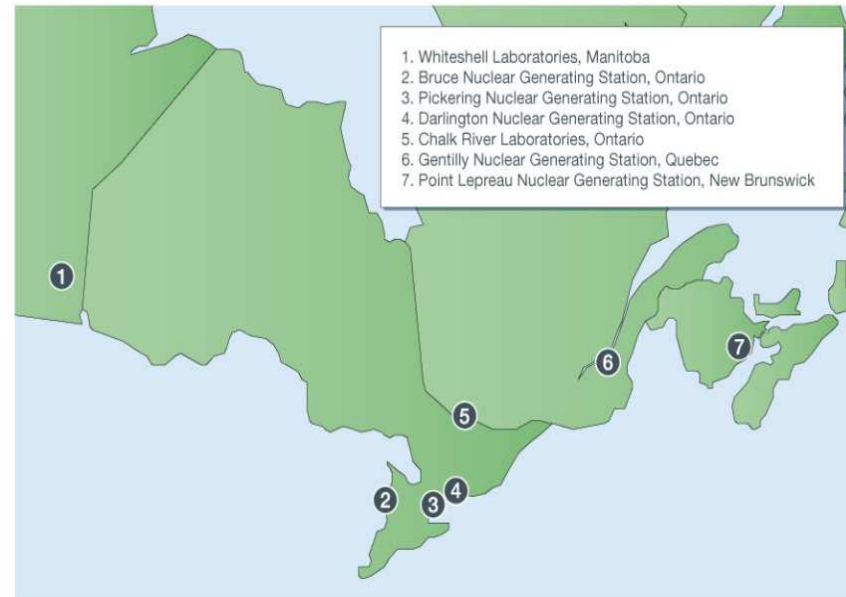 1. Whiteshell Laboratories, Manitoba
2. Bruce Nuclear Generating Station, Ontario
3. Pickering Nuclear Generating Station, Ontario
4. Darlington Nuclear Generating Station, Ontario
5. Chalk River Laboratories, Ontario
6. Gentilly Nuclear Generating Station, Quebec
7. Point Lepreau Nuclear Generating Station, New Brunswick
1
7
6
5
4
2
3